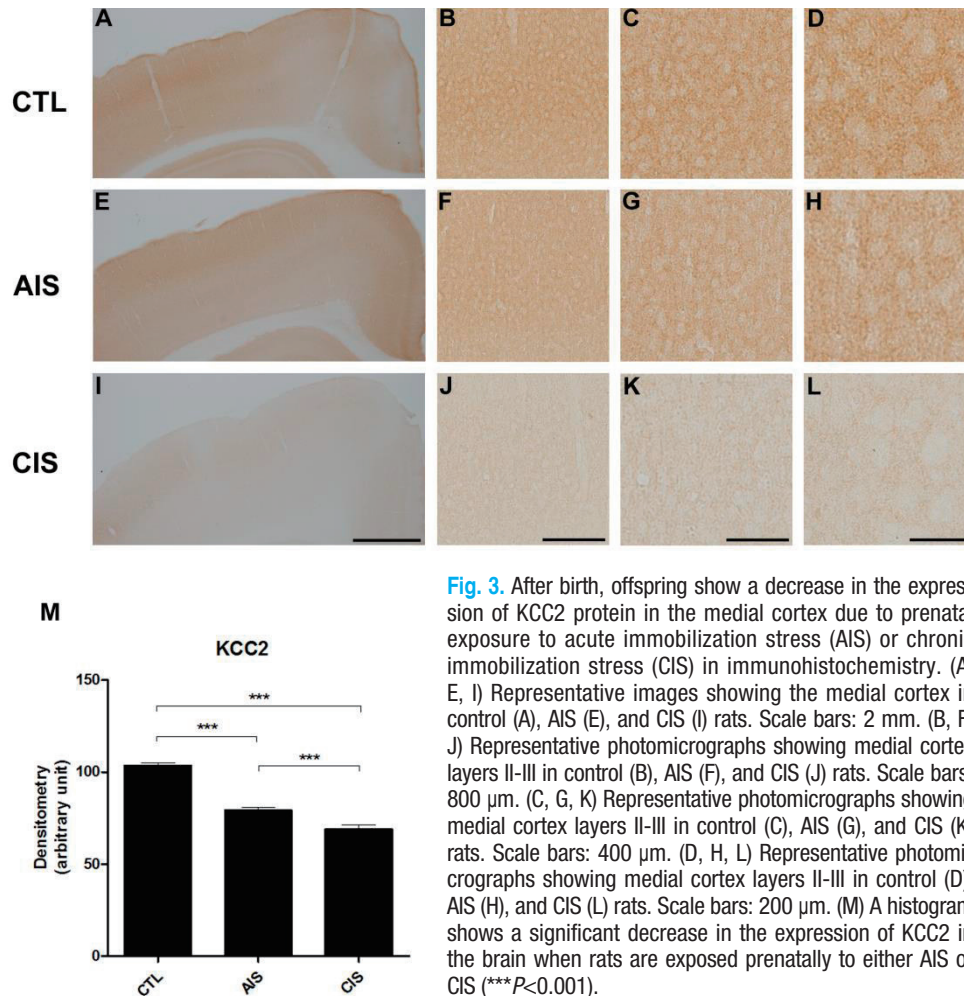 A
B
C
D
CTL
E
F
G
H
AIS
I
J
K
L
CIS
M
KCC2
150
100
50
0
Densitometry
(arbitrary unit)
***
***
***
CTL
AIS
CIS
Fig. 3. After birth, offspring show a decrease in the expres
sion of KCC2 protein in the medial cortex due to prenata
exposure to acute immobilization stress (AIS) or chroni
immobilization stress (CIS) in immunohistochemistry. (A
E, I) Representative images showing the medial cortex i
control (A), AIS (E), and CIS (I) rats. Scale bars: 2 mm. (B, F
J) Representative photomicrographs showing medial corte
layers II-III in control (B), AIS (F), and CIS (J) rats. Scale bars
800 µm. (C, G, K) Representative photomicrographs showin
medial cortex layers II-III in control (C), AIS (G), and CIS (K
rats. Scale bars: 400 µm. (D, H, L) Representative photomi
crographs showing medial cortex layers II-III in control (D)
AIS (H), and CIS (L) rats. Scale bars: 200 µm. (M) A histogram
shows a significant decrease in the expression of KCC2 i
the brain when rats are exposed prenatally to either AIS o
CIS (***P<0.001).